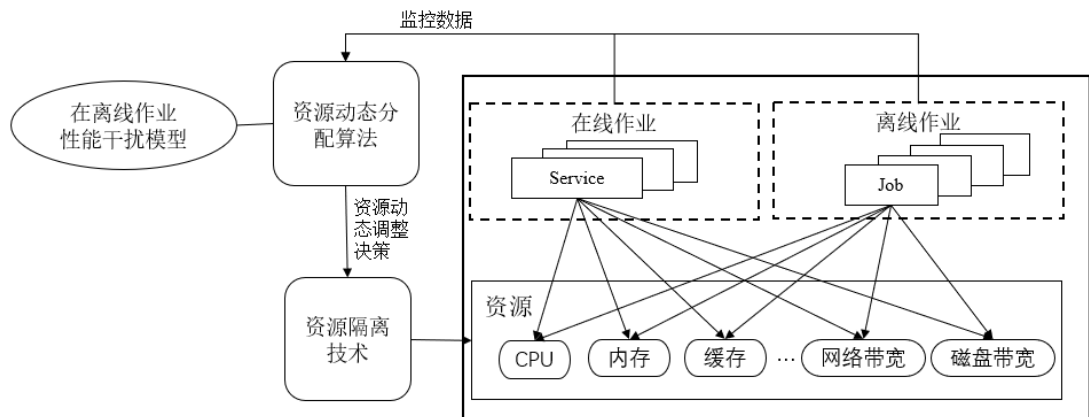 监控数据
在离线作业
性能干扰模型
资源动态分
配算法
在线作业
Service
离线作业
Job
资源动
态调整
决策
资源隔离
技术
资源
CPU
内存
缓存
...
网络带宽
磁盘带宽